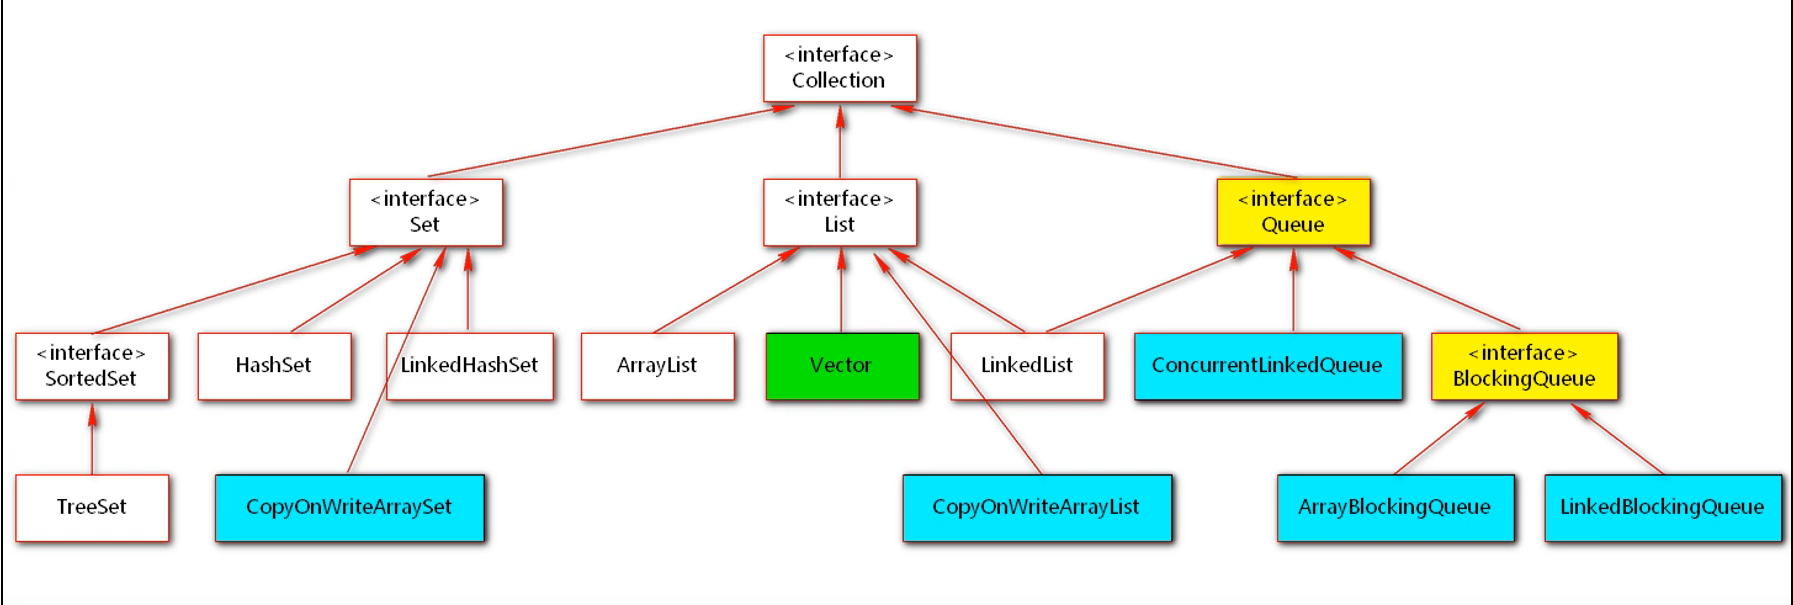 <interface>
Collection
<interface>
Set
<interface>
List
<interface>
Queue
<interface>
SortedSet
HashSet
LinkedHashSet
ArrayList
Vector
LinkedList
ConcurrentLinkedQueue
<interface>
BlockingQueue
TreeSet
CopyOnWriteArraySet
CopyOnWriteArrayList
ArrayBlockingQueue
LinkedBlockingQueue